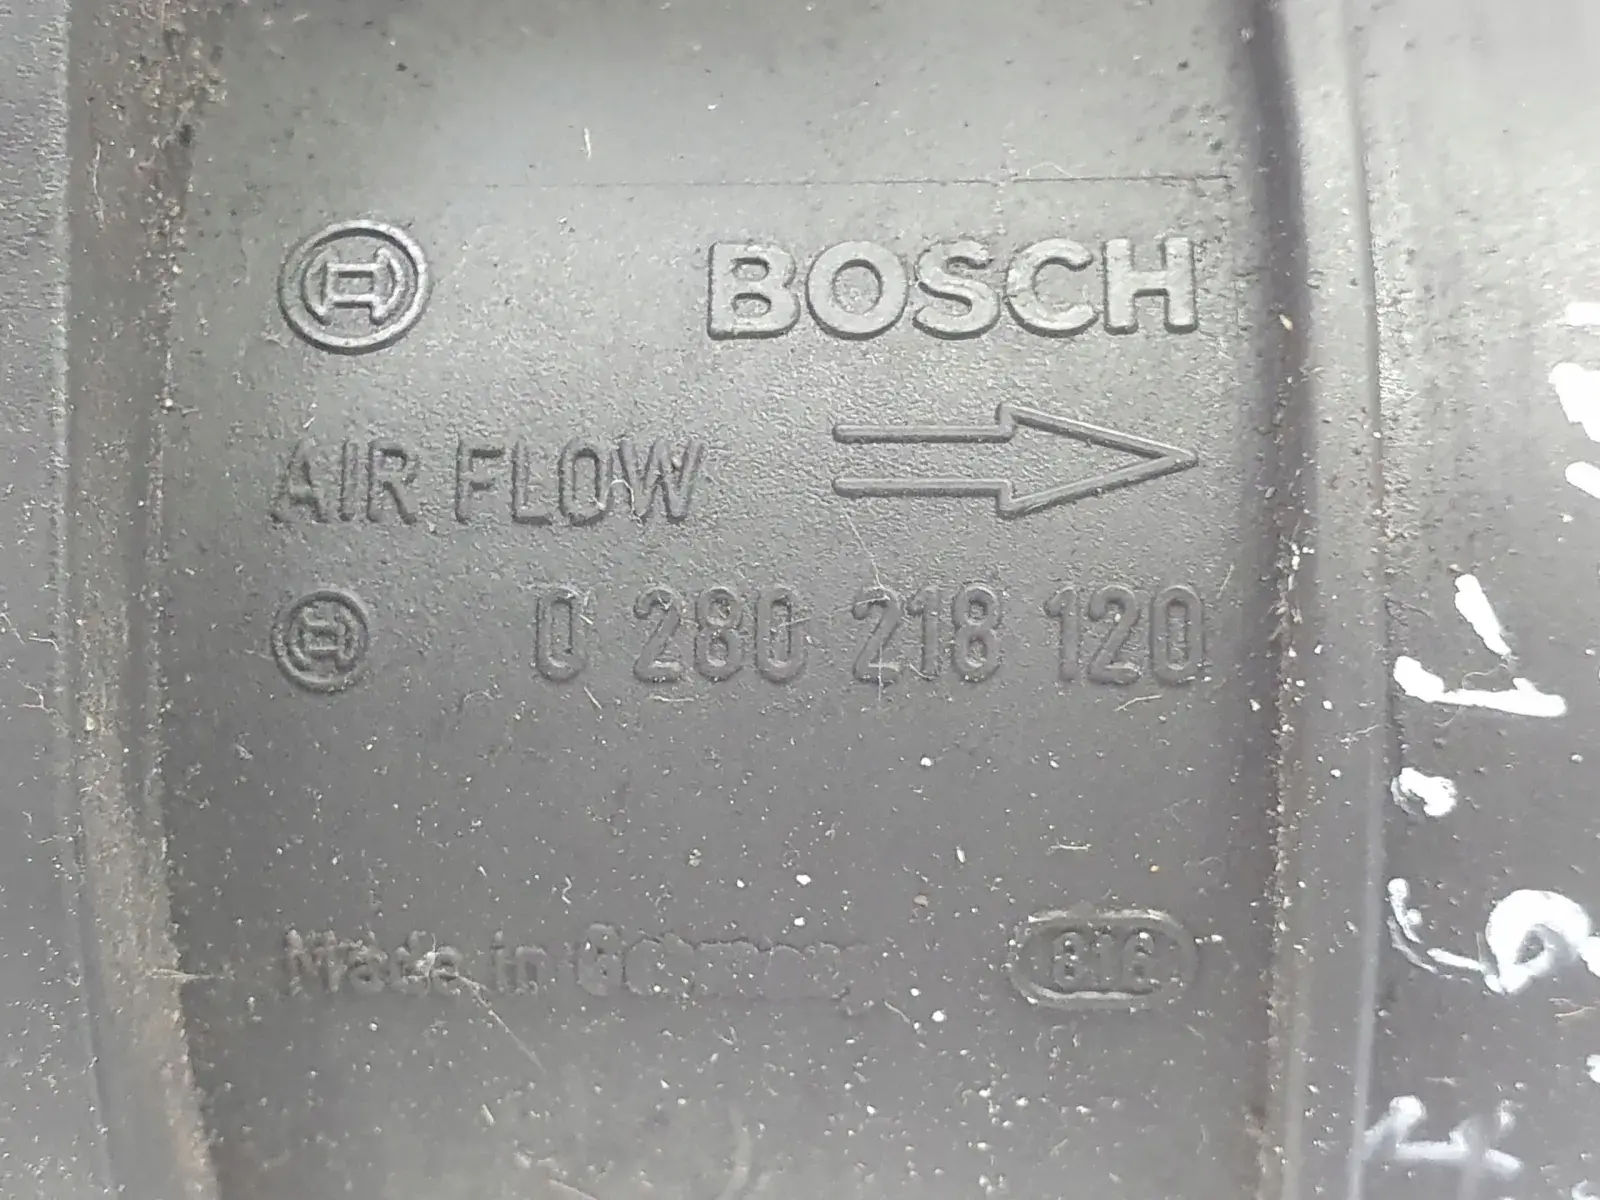 BOSCH
AIR FLOW
0 280 218 120
Made in Germany